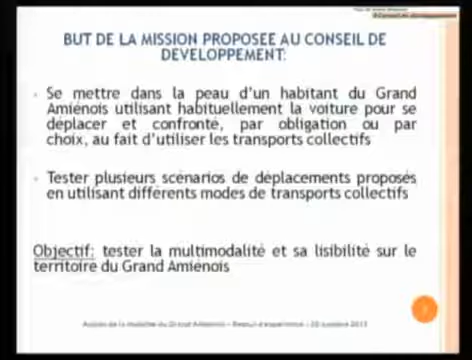 BUT DE LA MISSION PROPOSEE AU CONSEIL DE
DEVELOPPEMENT:
Se mettre dans la peau d'un habitant du Grand
Amiénois utilisant habituellement la voiture pour se
déplacer et confronté, par obligation ou par
choix, au fait d'utiliser les transports collectifs
Tester plusieurs scénarios de déplacements proposés
en utilisant différents modes de transports collectifs
Objectif: tester la multimodalité et sa lisibilité sur le
territoire du Grand Amiénois